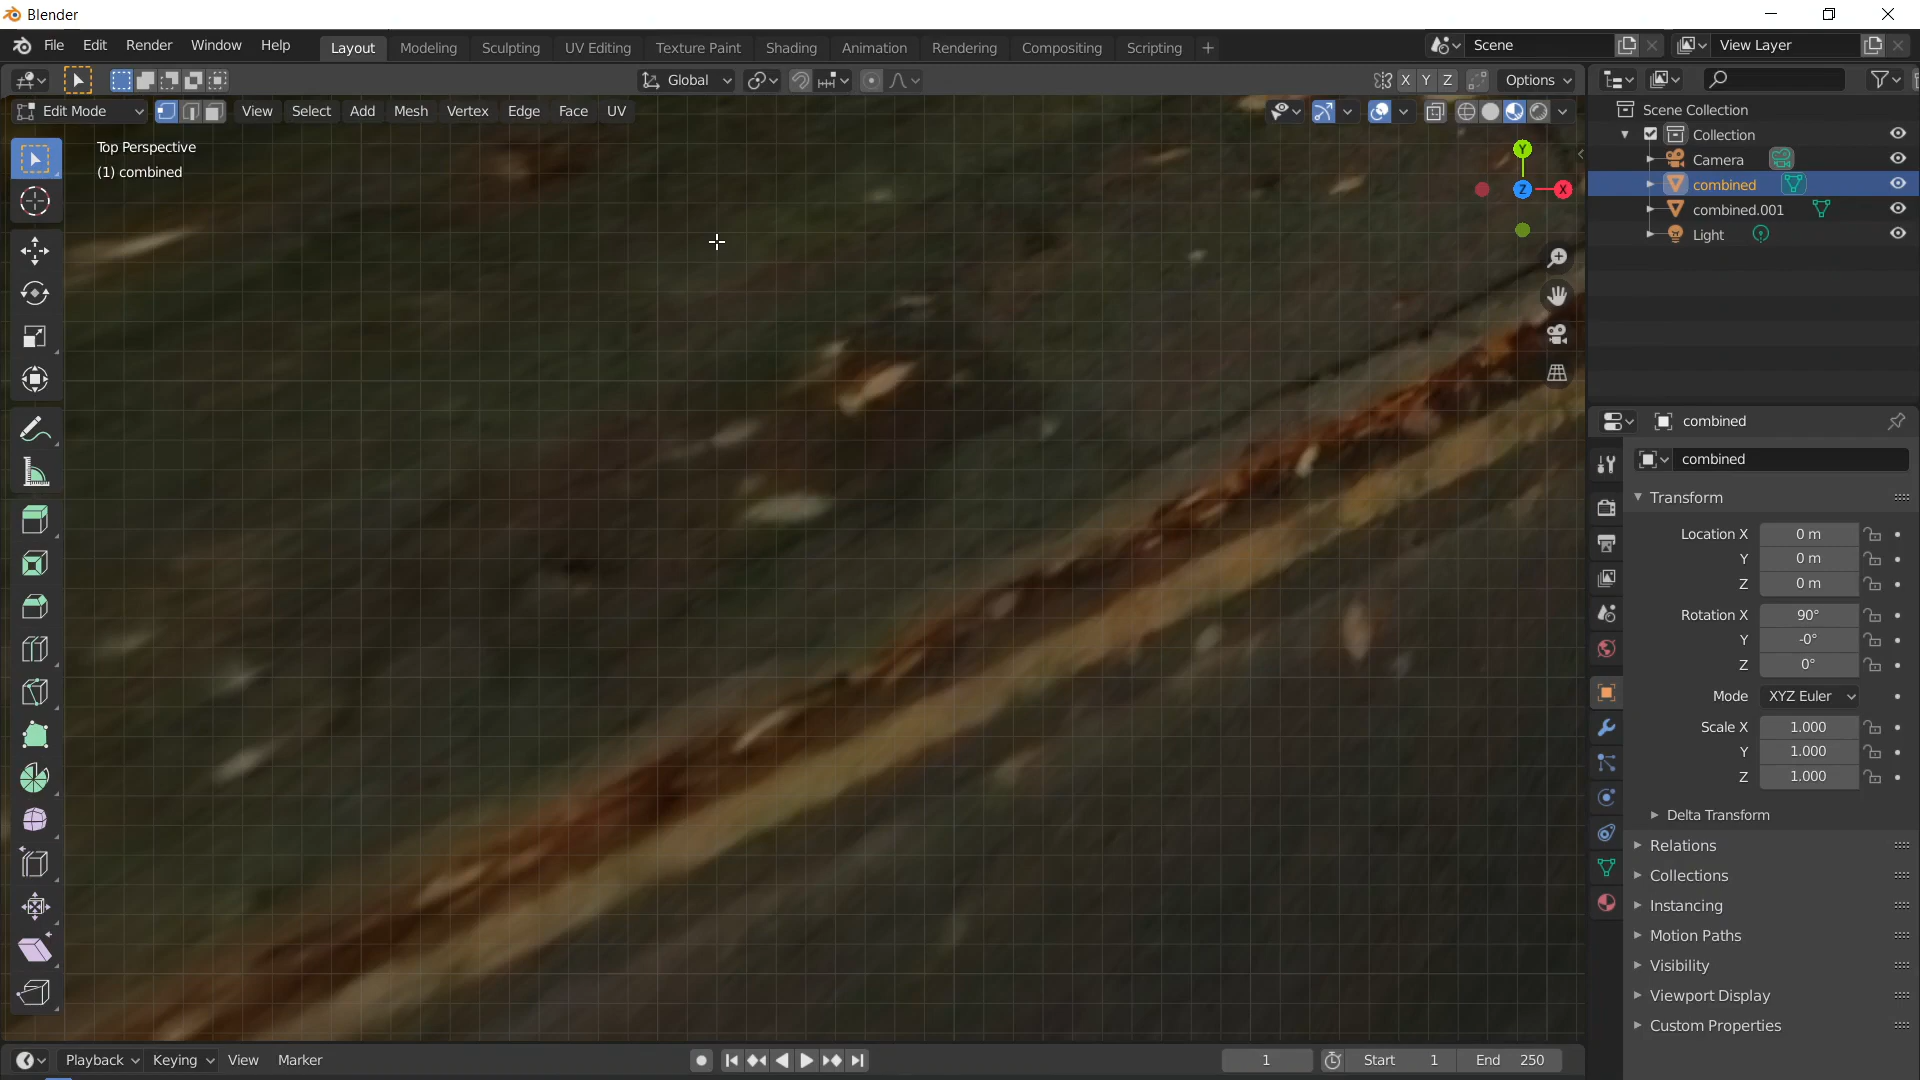 Blender
File Edit Render Window Help Layout Modeling Sculpting UV Editing Texture Paint Shading Animation Rendering Compositing Scripting + Scene View Layer
Global X Y Z Options
Edit Mode View Select Add Mesh Vertex Edge Face UV
Top Perspective
(1) combined
Y
Z
X
Scene Collection
Collection
Camera
combined
combined.001
Light
combined
combined
Transform
Location X 0 m
Y 0 m
Z 0 m
Rotation X 90°
Y -0°
Z 0°
Mode XYZ Euler
Scale X 1.000
Y 1.000
Z 1.000
Delta Transform
Relations
Collections
Instancing
Motion Paths
Visibility
Viewport Display
Custom Properties
Playback Keying View Marker 1 Start 1 End 250